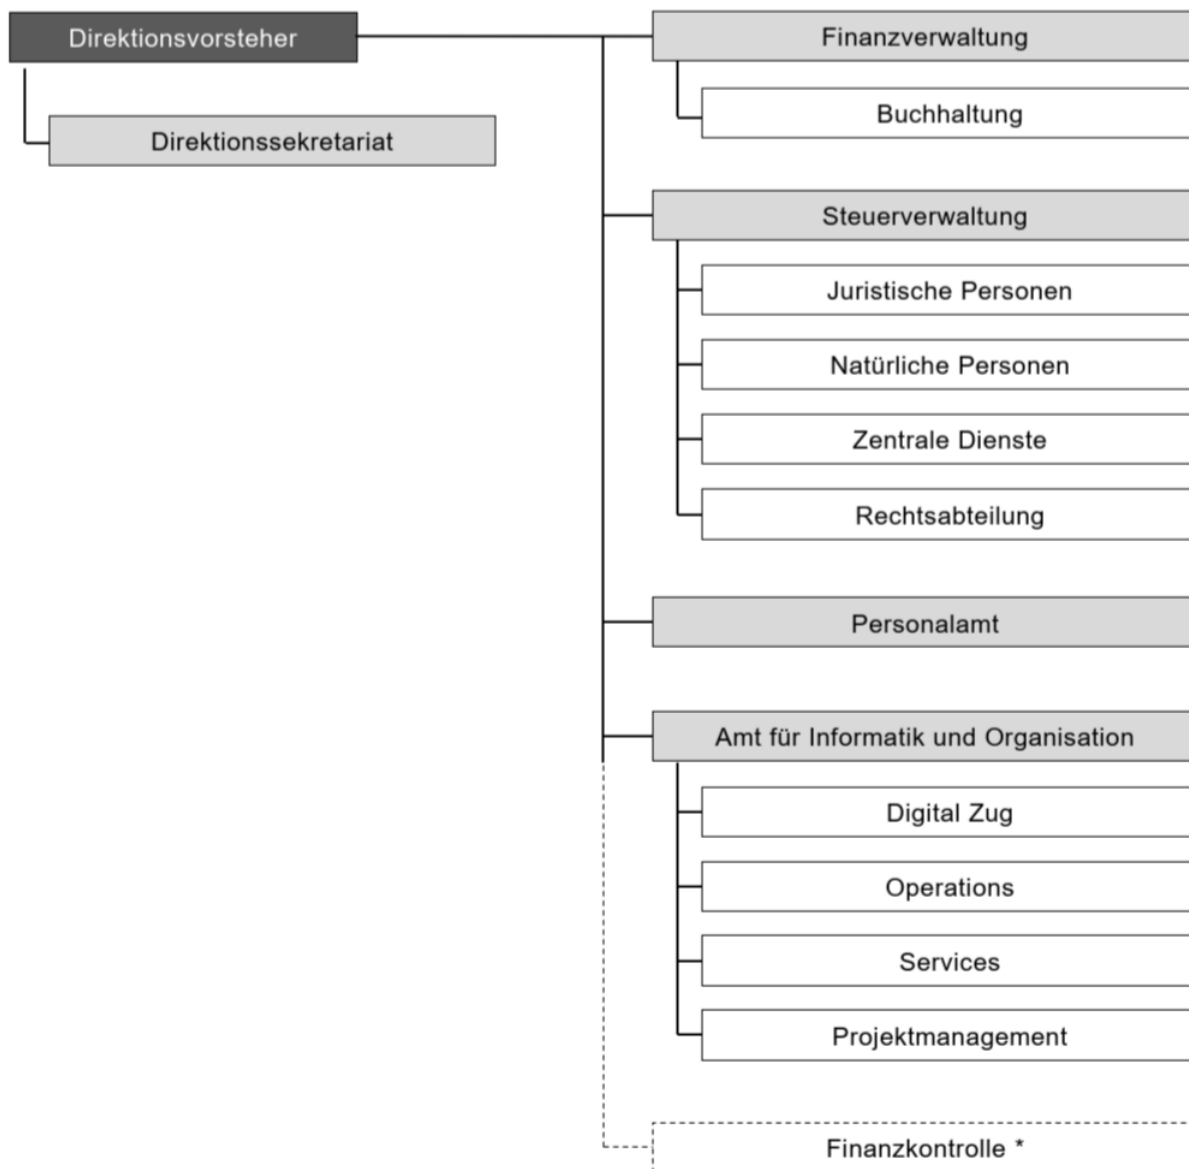 Direktionsvorsteher
Direktionssekretariat
Finanzverwaltung
Buchhaltung
Steuerverwaltung
Juristische Personen
Natürliche Personen
Zentrale Dienste
Rechtsabteilung
Personalamt
Amt für Informatik und Organisation
Digital Zug
Operations
Services
Projektmanagement
Finanzkontrolle *